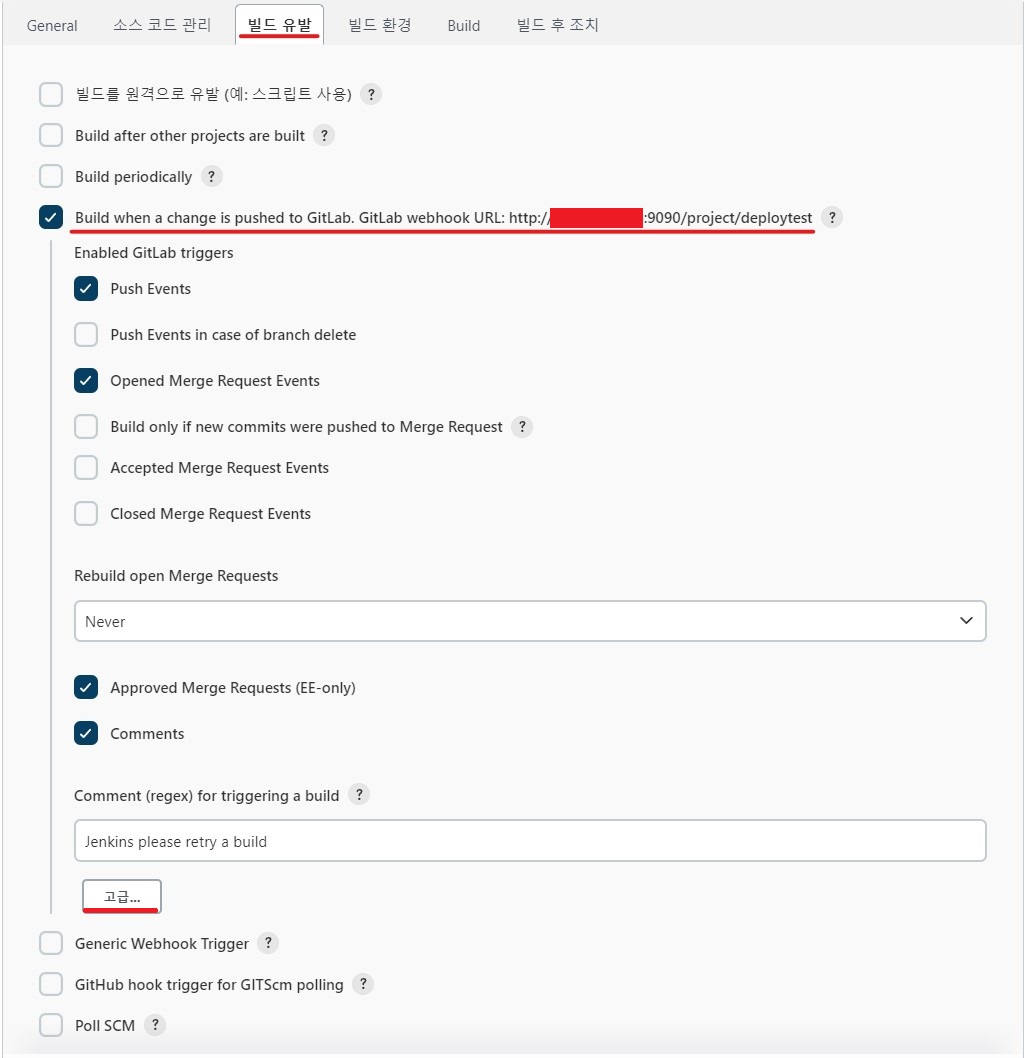 General 소스 코드 관리 빌드 유발 빌드 환경 Build 빌드 후 조치
빌드를 원격으로 유발 (예: 스크립트 사용) ?
Build after other projects are built ?
Build periodically ?
Build when a change is pushed to GitLab. GitLab webhook URL: http:// :9090/project/deploytest ?
Enabled GitLab triggers
Push Events
Push Events in case of branch delete
Opened Merge Request Events
Build only if new commits were pushed to Merge Request ?
Accepted Merge Request Events
Closed Merge Request Events
Rebuild open Merge Requests
Never
Approved Merge Requests (EE-only)
Comments
Comment (regex) for triggering a build ?
Jenkins please retry a build
고급...
Generic Webhook Trigger ?
GitHub hook trigger for GITScm polling ?
Poll SCM ?